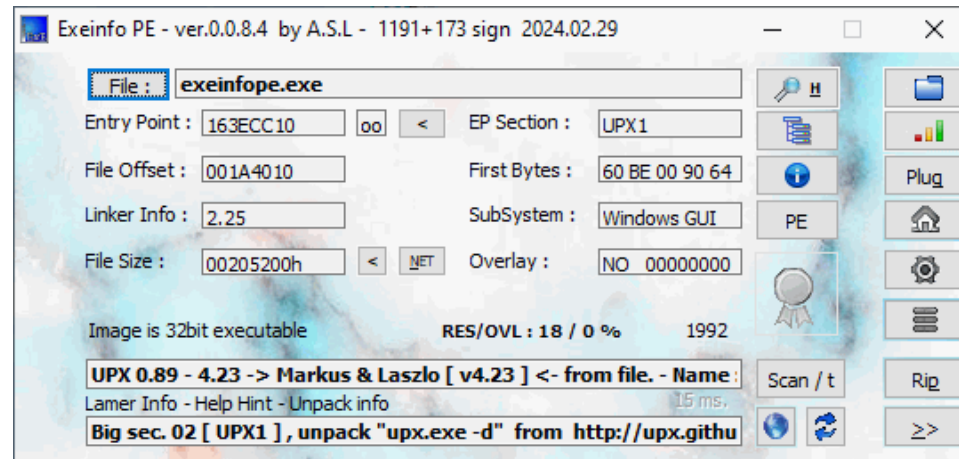 Exeinfo PE - ver.0.0.8.4 by A.S.L - 1191+173 sign 2024.02.29
File : exeinfope.exe H
Entry Point : 163ECC10 oo < EP Section : UPX1
File Offset : 001A4010 First Bytes : 60 BE 00 90 64 Plug
Linker Info : 2.25 SubSystem : Windows GUI PE
File Size : 00205200h < NET Overlay : NO 00000000
Image is 32bit executable RES/OVL : 18 / 0 % 1992
UPX 0.89 - 4.23 -> Markus & Laszlo [ v4.23 ] <- from file. - Name : Scan / t Rip
Lamer Info - Help Hint - Unpack info 15 ms.
Big sec. 02 [ UPX1 ] , unpack "upx.exe -d" from http://upx.githu >>